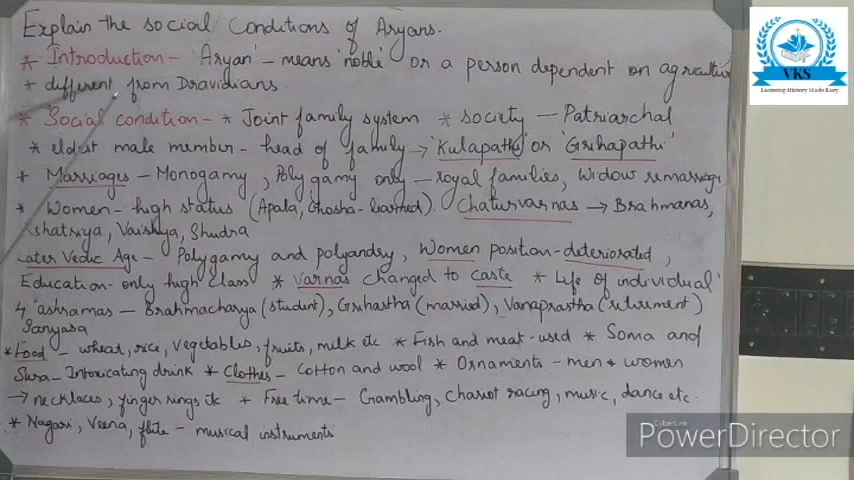 Explain the social Conditions of Aryans.
* Introduction - 'Aryan' - means 'noble' or a person dependent on agriculture
* different from Dravidians.
* Social condition - * Joint family system * society - Patriarchal
* eldest male member - head of family → 'Kulapathi' or 'Grihapathi'
* Marriages - Monogamy, Polygamy only - royal families, Widow remarriage
* Women - high status (Apala, Ghosha - learned). Chaturvarnas → Brahmanas,
Kshatriya, Vaishya, Shudra
Later Vedic Age - Polygamy and polyandry, Women position - deteriorated,
Education - only high class * Varnas changed to caste * Life of individual
4 ashramas - Brahmacharya (student), Grihastha (married), Vanaprastha (retirement)
Sanyasa
* Food - wheat, rice, vegetables, fruits, milk etc * Fish and meat - used * Soma and
Sura - Intoxicating drink * Clothes - Cotton and wool * Ornaments - men & women
→ necklaces, finger rings etc * Free time - Gambling, Chariot racing, music, dance etc.
* Nagari, Veena, flute - musical instruments
VKS
Learning History Made Easy
CyberLink
PowerDirector